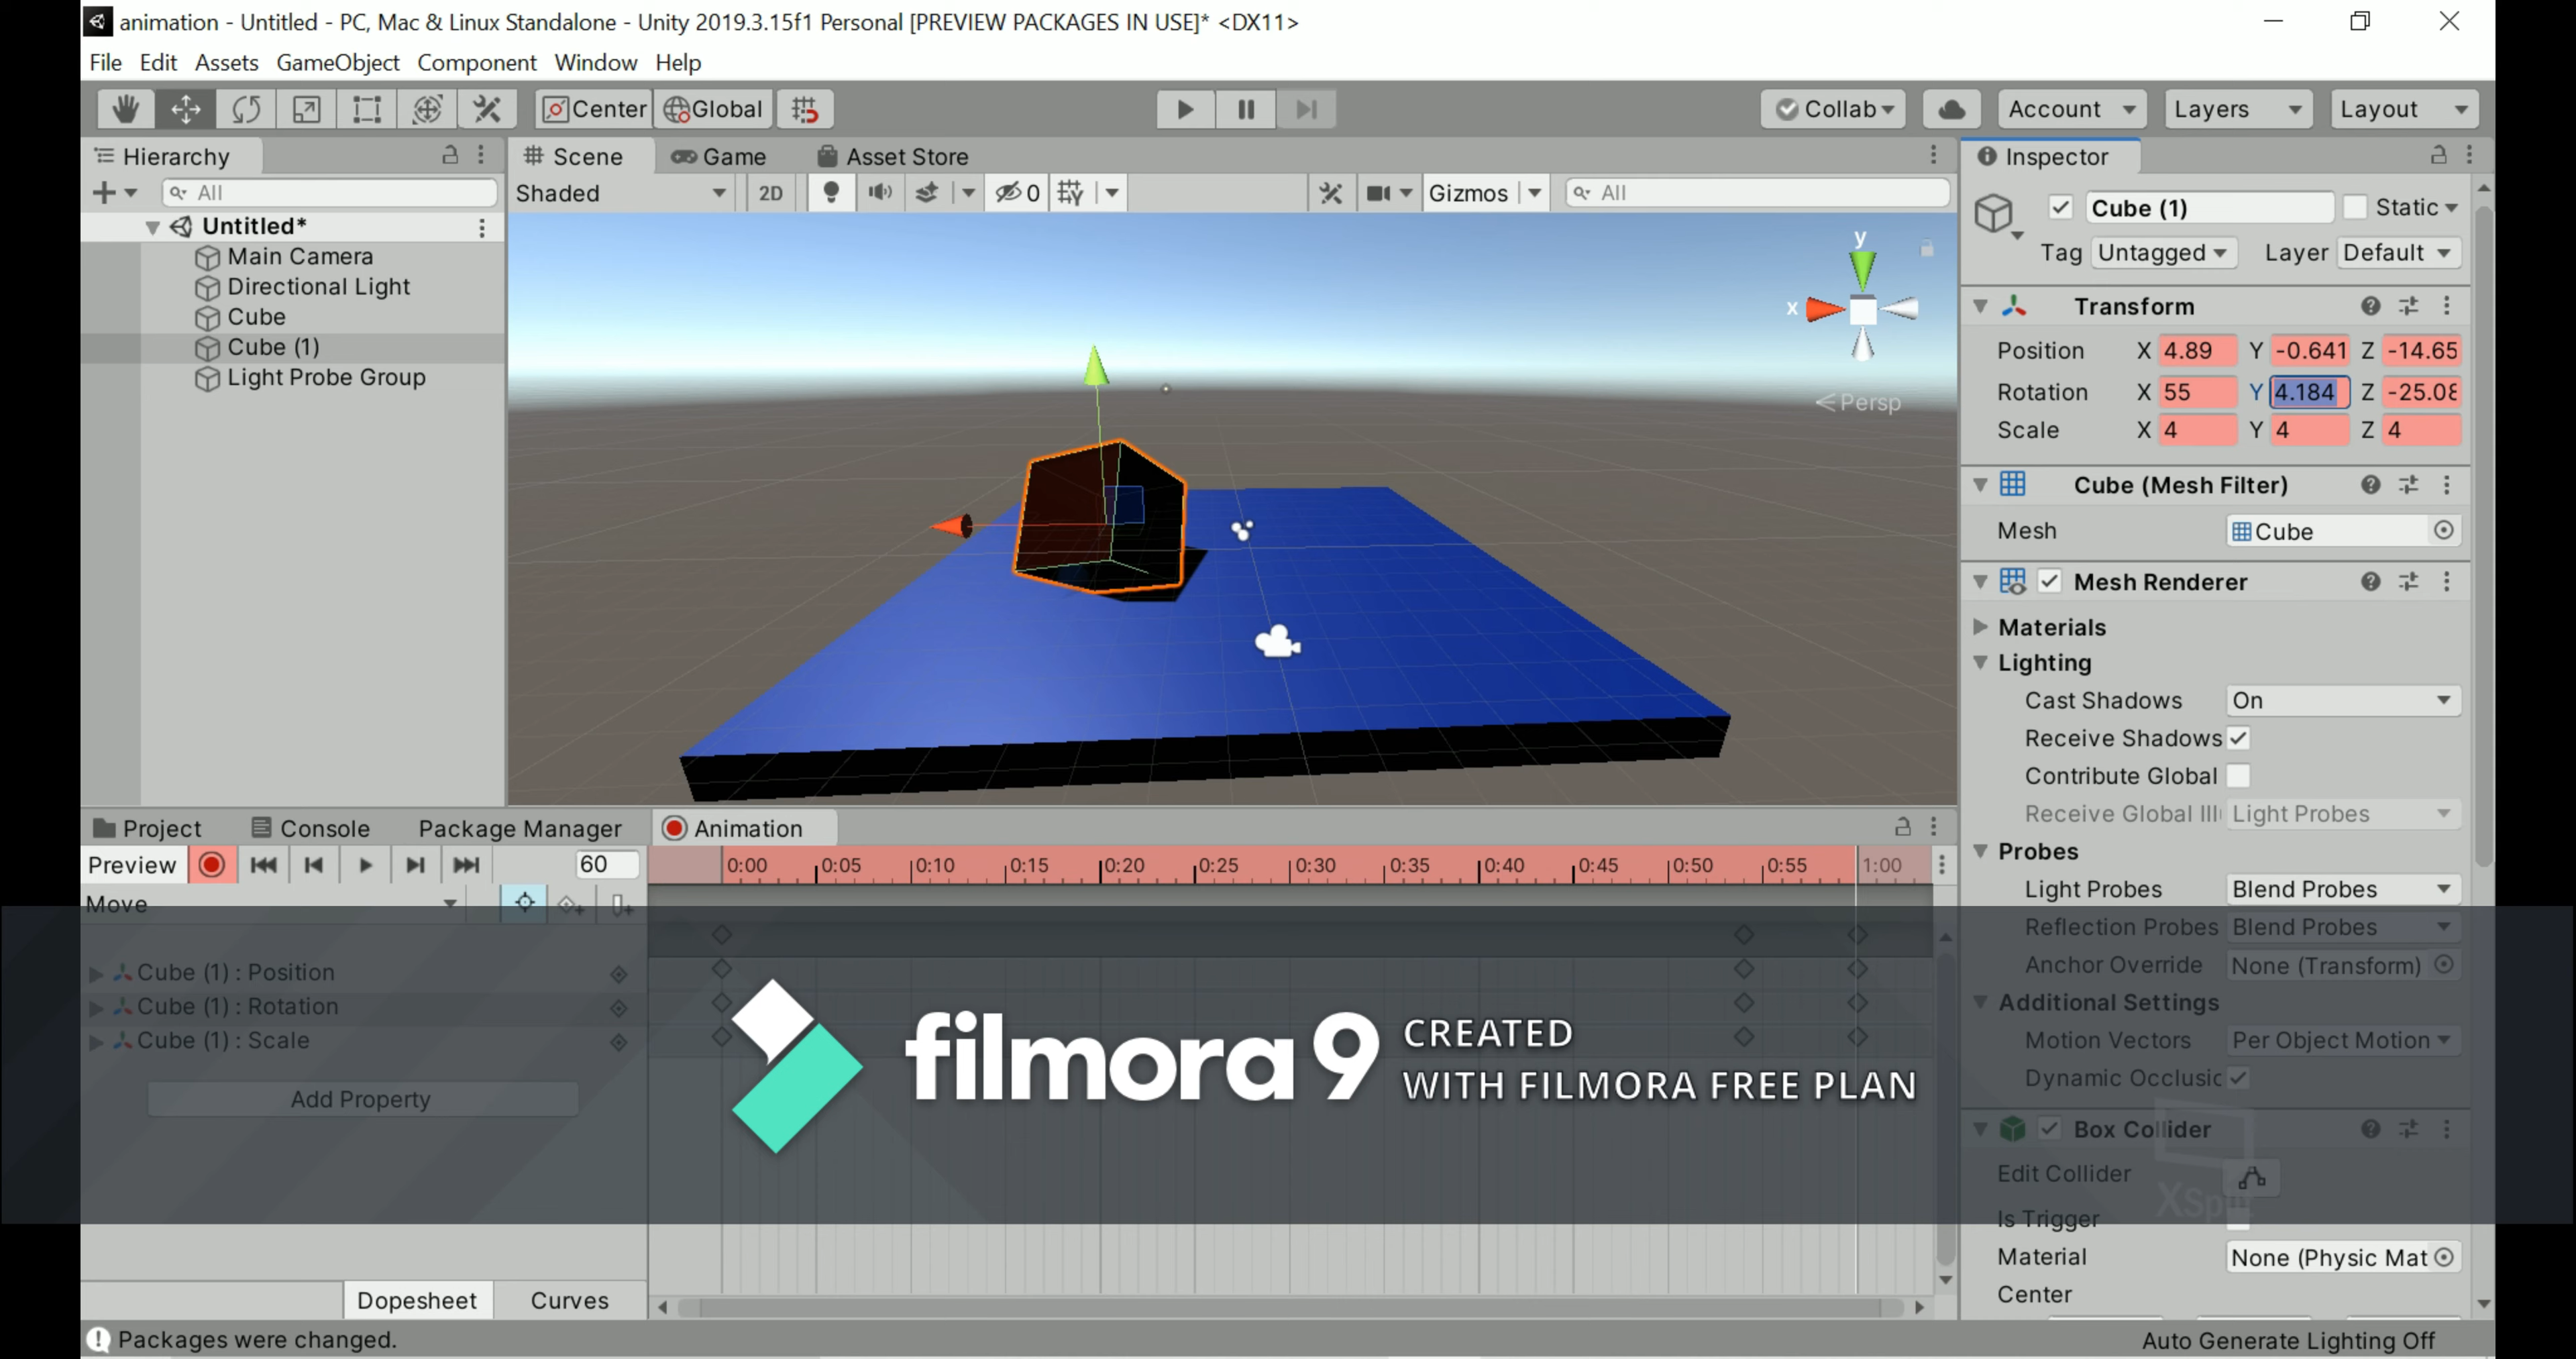 animation - Untitled - PC, Mac & Linux Standalone - Unity 2019.3.15f1 Personal [PREVIEW PACKAGES IN USE]* <DX11>
File Edit Assets GameObject Component Window Help
Center Global Collab Account Layers Layout
Hierarchy
All
Untitled*
Main Camera
Directional Light
Cube
Cube (1)
Light Probe Group
Scene Game Asset Store
Shaded 2D 0 Gizmos All
y
x
Persp
Inspector
Cube (1) Static
Tag Untagged Layer Default
Transform
Position X 4.89 Y -0.641 Z -14.65
Rotation X 55 Y 4.184 Z -25.08
Scale X 4 Y 4 Z 4
Cube (Mesh Filter)
Mesh Cube
Mesh Renderer
Materials
Lighting
Cast Shadows On
Receive Shadows
Contribute Global
Receive Global Light Probes
Probes
Light Probes Blend Probes
Reflection Probes Blend Probes
Anchor Override None (Transform)
Additional Settings
Motion Vectors Per Object Motion
Dynamic Occlusic
Box Collider
Edit Collider
Is Trigger
Material None (Physic Mat
Center
Project Console Package Manager Animation
Preview 60 0:00 0:05 0:10 0:15 0:20 0:25 0:30 0:35 0:40 0:45 0:50 0:55 1:00
Move
Cube (1) : Position
Cube (1) : Rotation
Cube (1) : Scale
Add Property
filmora9 CREATED
WITH FILMORA FREE PLAN
Dopesheet Curves
Packages were changed.
Auto Generate Lighting Off